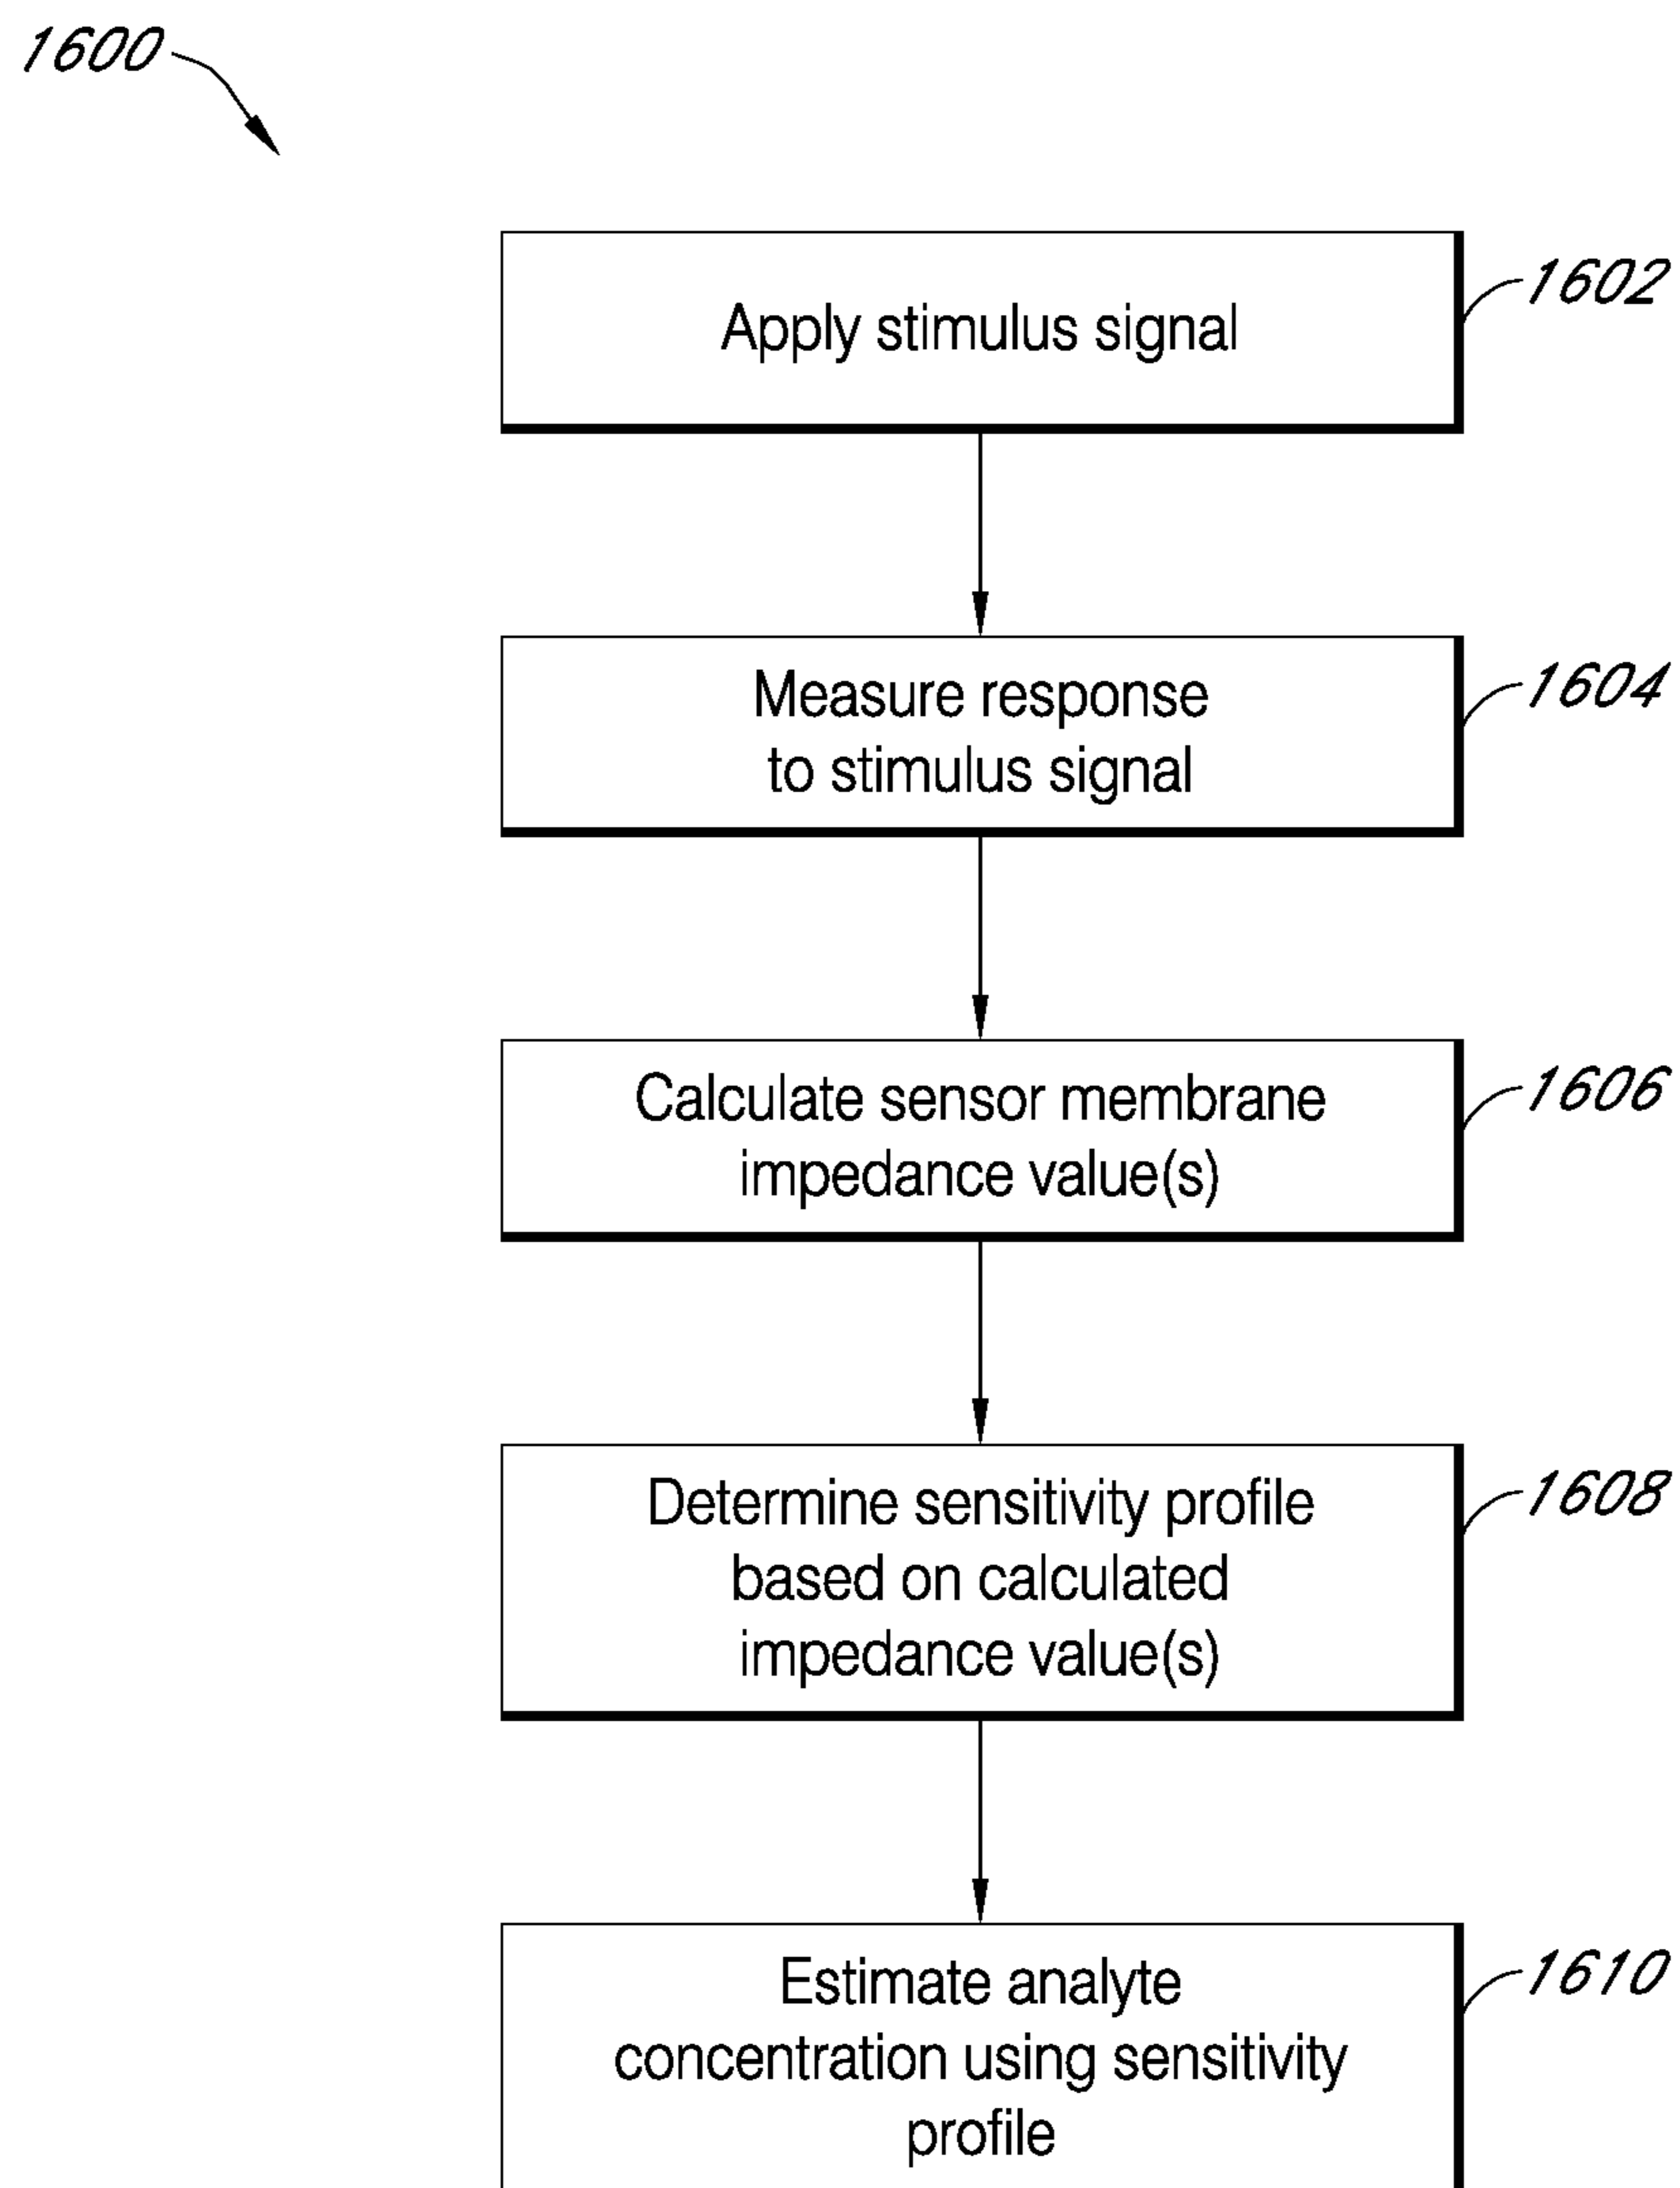 1600
Apply stimulus signal
1602
Measure response
to stimulus signal
1604
Calculate sensor membrane
impedance value(s)
1606
Determine sensitivity profile
based on calculated
impedance value(s)
1608
Estimate analyte
concentration using sensitivity
profile
1610